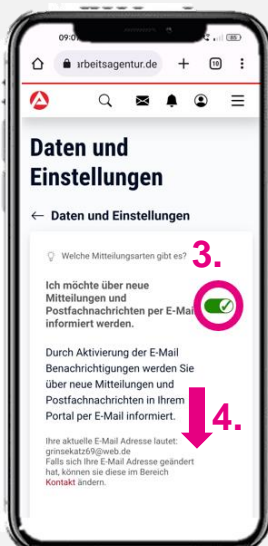 arbeitsagentur.de
10
85
Daten und
Einstellungen
← Daten und Einstellungen
Welche Mitteilungsarten gibt es?
3.
Ich möchte über neue
Mitteilungen und
Postfachnachrichten per E-Mail
informiert werden.
Durch Aktivierung der E-Mail
Benachrichtigungen werden Sie
über neue Mitteilungen und
Postfachnachrichten in Ihrem
Portal per E-Mail informiert.
4.
Ihre aktuelle E-Mail Adresse lautet:
grinsekatz69@web.de
Falls sich Ihre E-Mail Adresse geändert
hat, können sie diese im Bereich
Kontakt ändern.